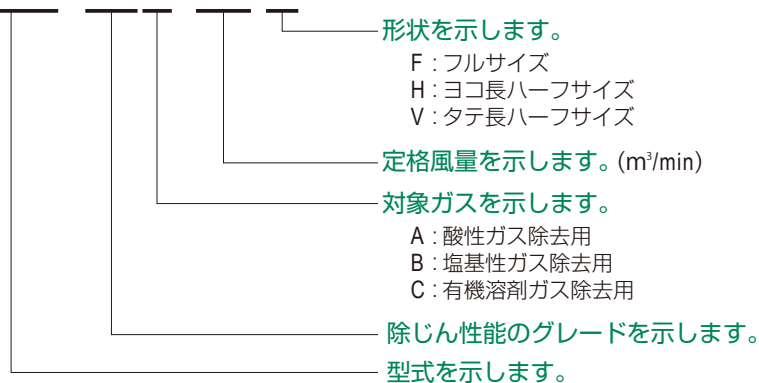 形状を示します。
F：フルサイズ
H：ヨコ長ハーフサイズ
V：タテ長ハーフサイズ
定格風量を示します。(m³/min)
対象ガスを示します。
A：酸性ガス除去用
B：塩基性ガス除去用
C：有機溶剤ガス除去用
除じん性能のグレードを示します。
型式を示します。